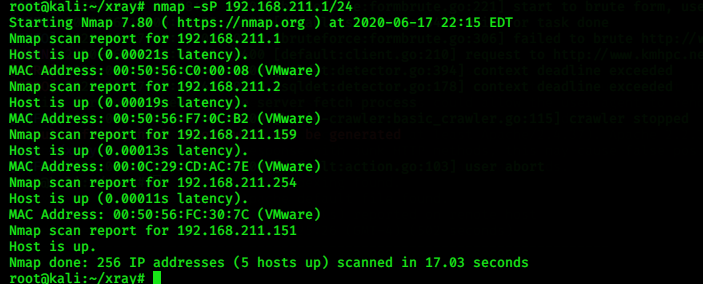 root@kali:~/xray# nmap -sP 192.168.211.1/24
Starting Nmap 7.80 ( https://nmap.org ) at 2020-06-17 22:15 EDT
Nmap scan report for 192.168.211.1
Host is up (0.00021s latency).
MAC Address: 00:50:56:C0:00:08 (VMware)
Nmap scan report for 192.168.211.2
Host is up (0.00019s latency).
MAC Address: 00:50:56:F7:0C:B2 (VMware)
Nmap scan report for 192.168.211.159
Host is up (0.00013s latency).
MAC Address: 00:0C:29:CD:AC:7E (VMware)
Nmap scan report for 192.168.211.254
Host is up (0.00011s latency).
MAC Address: 00:50:56:FC:30:7C (VMware)
Nmap scan report for 192.168.211.151
Host is up.
Nmap done: 256 IP addresses (5 hosts up) scanned in 17.03 seconds
root@kali:~/xray#